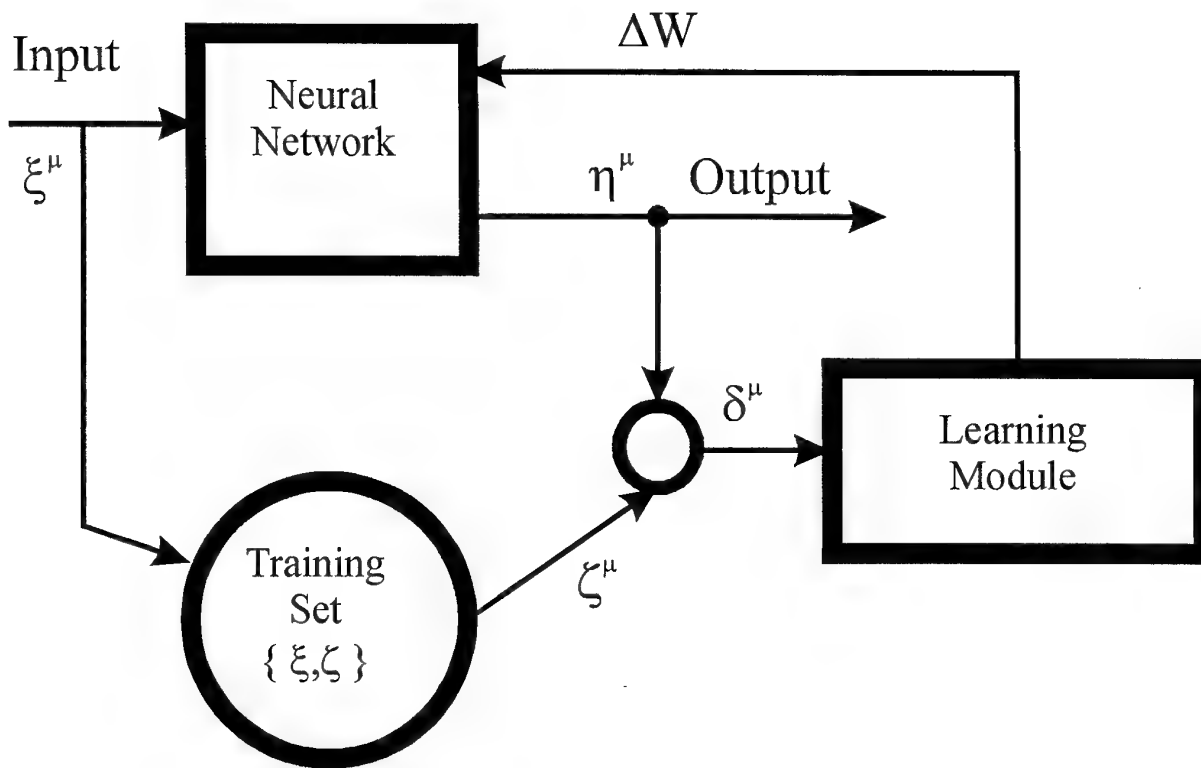 ΔW
Input
Neural
Network
ξ^μ
η^μ
Output
δ^μ
Learning
Module
Training
Set
{ ξ,ζ }
ζ^μ